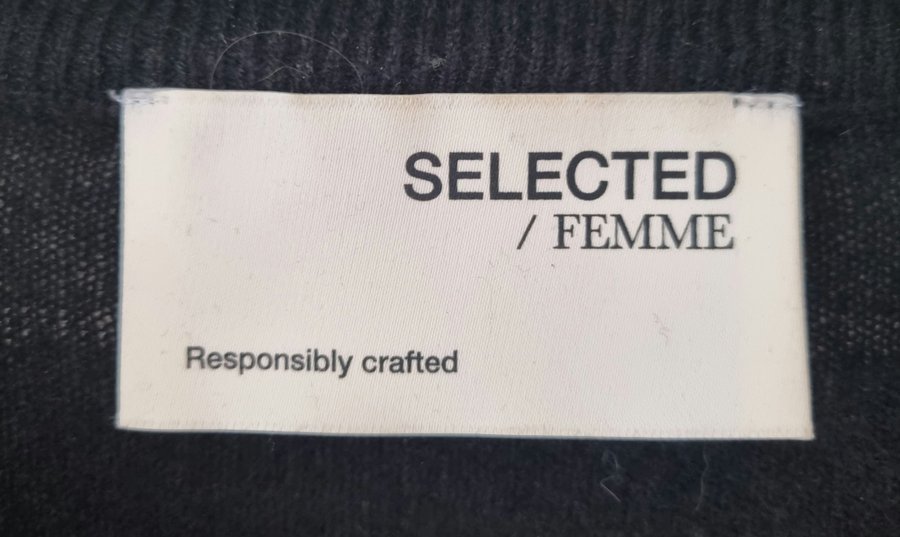 SELECTED
/ FEMME
Responsibly crafted